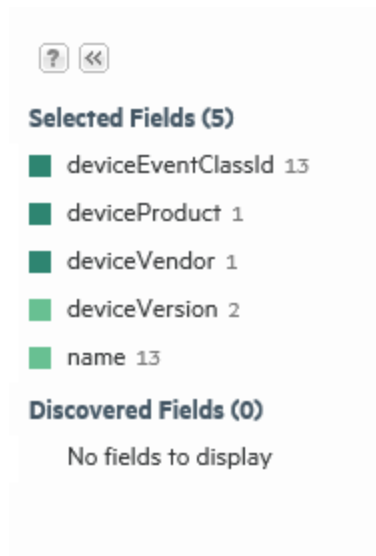 ? «
Selected Fields (5)
deviceEventClassId 13
deviceProduct 1
deviceVendor 1
deviceVersion 2
name 13
Discovered Fields (0)
No fields to display